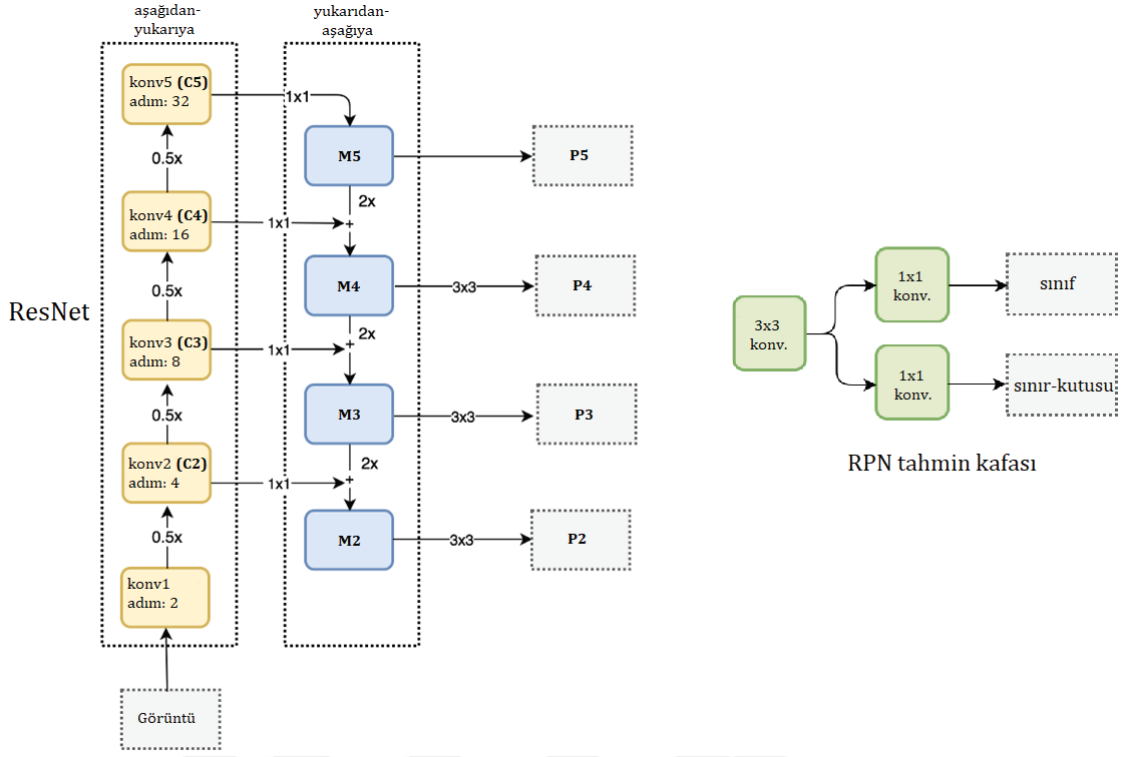 aşağıdan-
yukarıya
yukarıdan-
aşağıya
konv5 (C5)
adım: 32
1x1
M5
P5
0.5x
2x
konv4 (C4)
adım: 16
1x1
+
M4
3x3
P4
0.5x
2x
ResNet
konv3 (C3)
adım: 8
1x1
+
M3
3x3
P3
0.5x
2x
konv2 (C2)
adım: 4
1x1
+
M2
3x3
P2
0.5x
konv1
adım: 2
Görüntü
3x3
konv.
1x1
konv.
sınıf
1x1
konv.
sınır-kutusu
RPN tahmin kafası